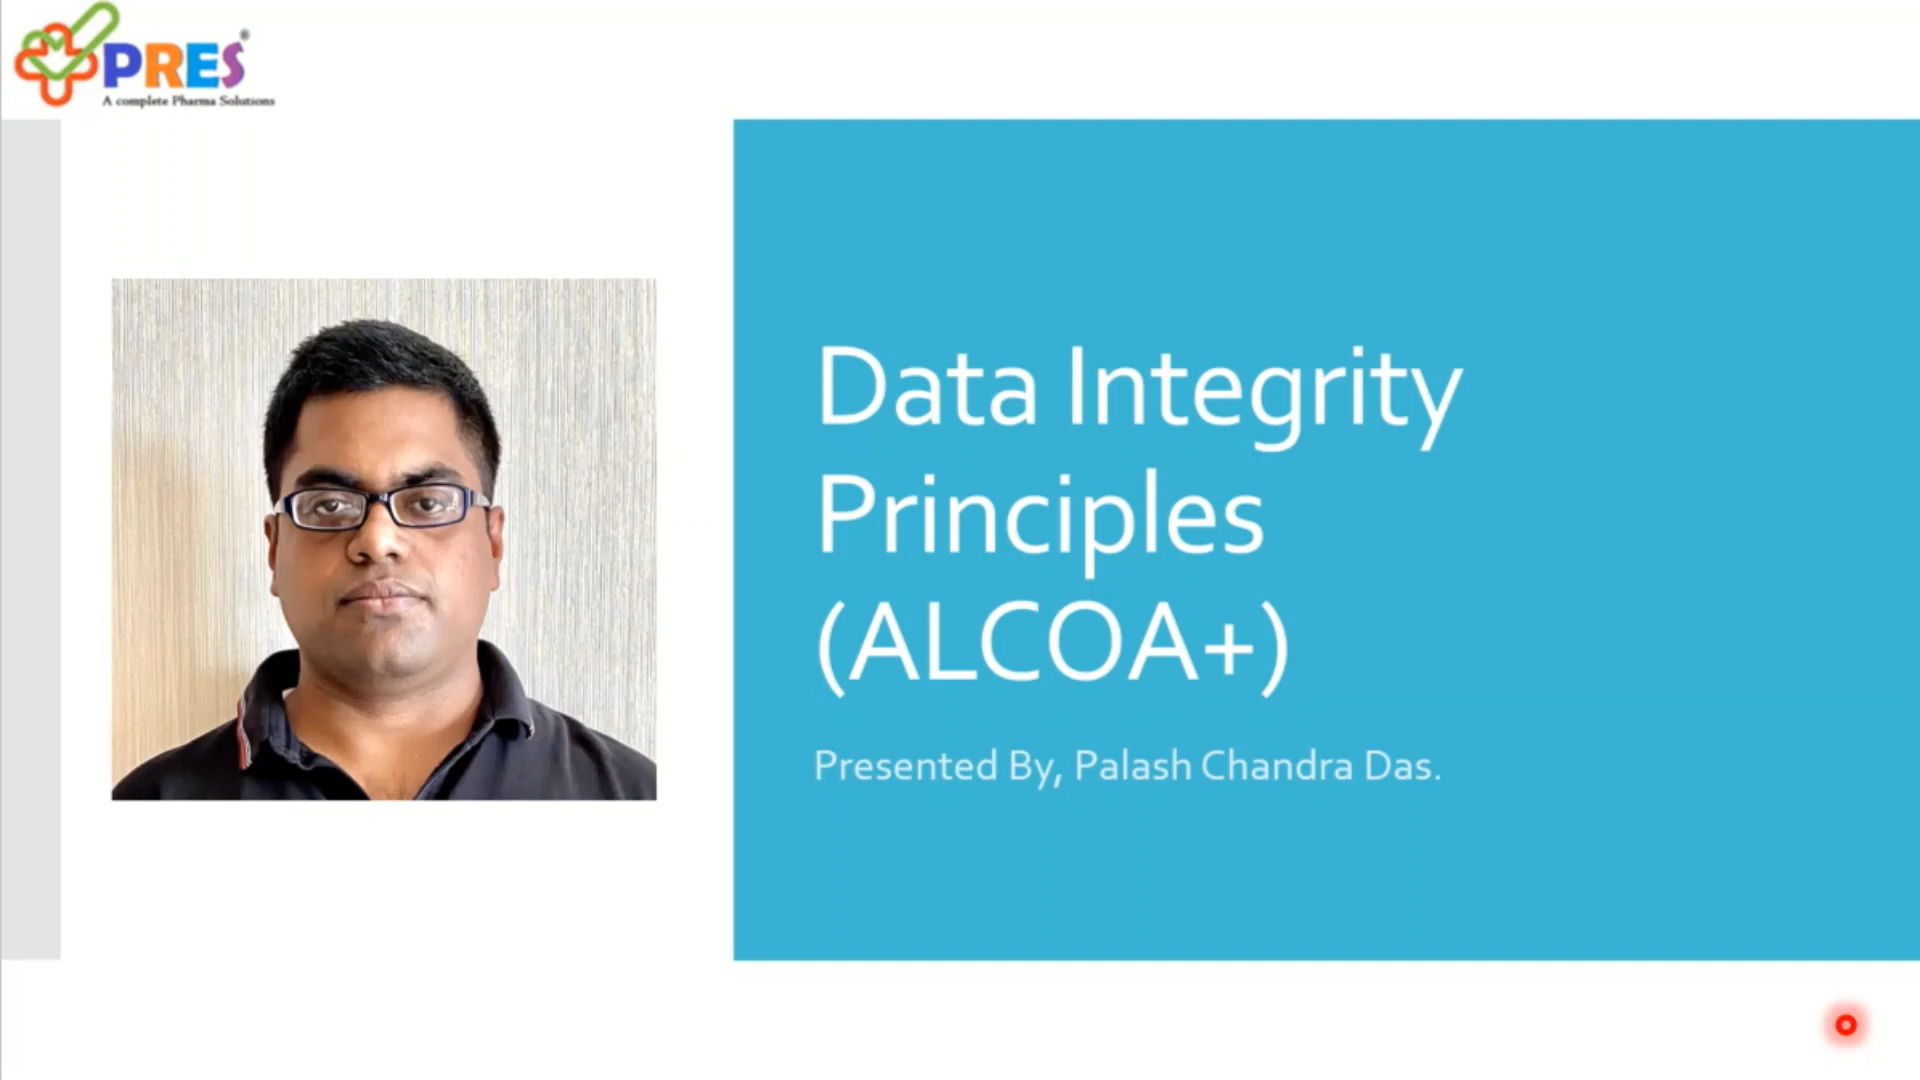 PRES®
A complete Pharma Solutions
Data Integrity
Principles
(ALCOA+)
Presented By, Palash Chandra Das.